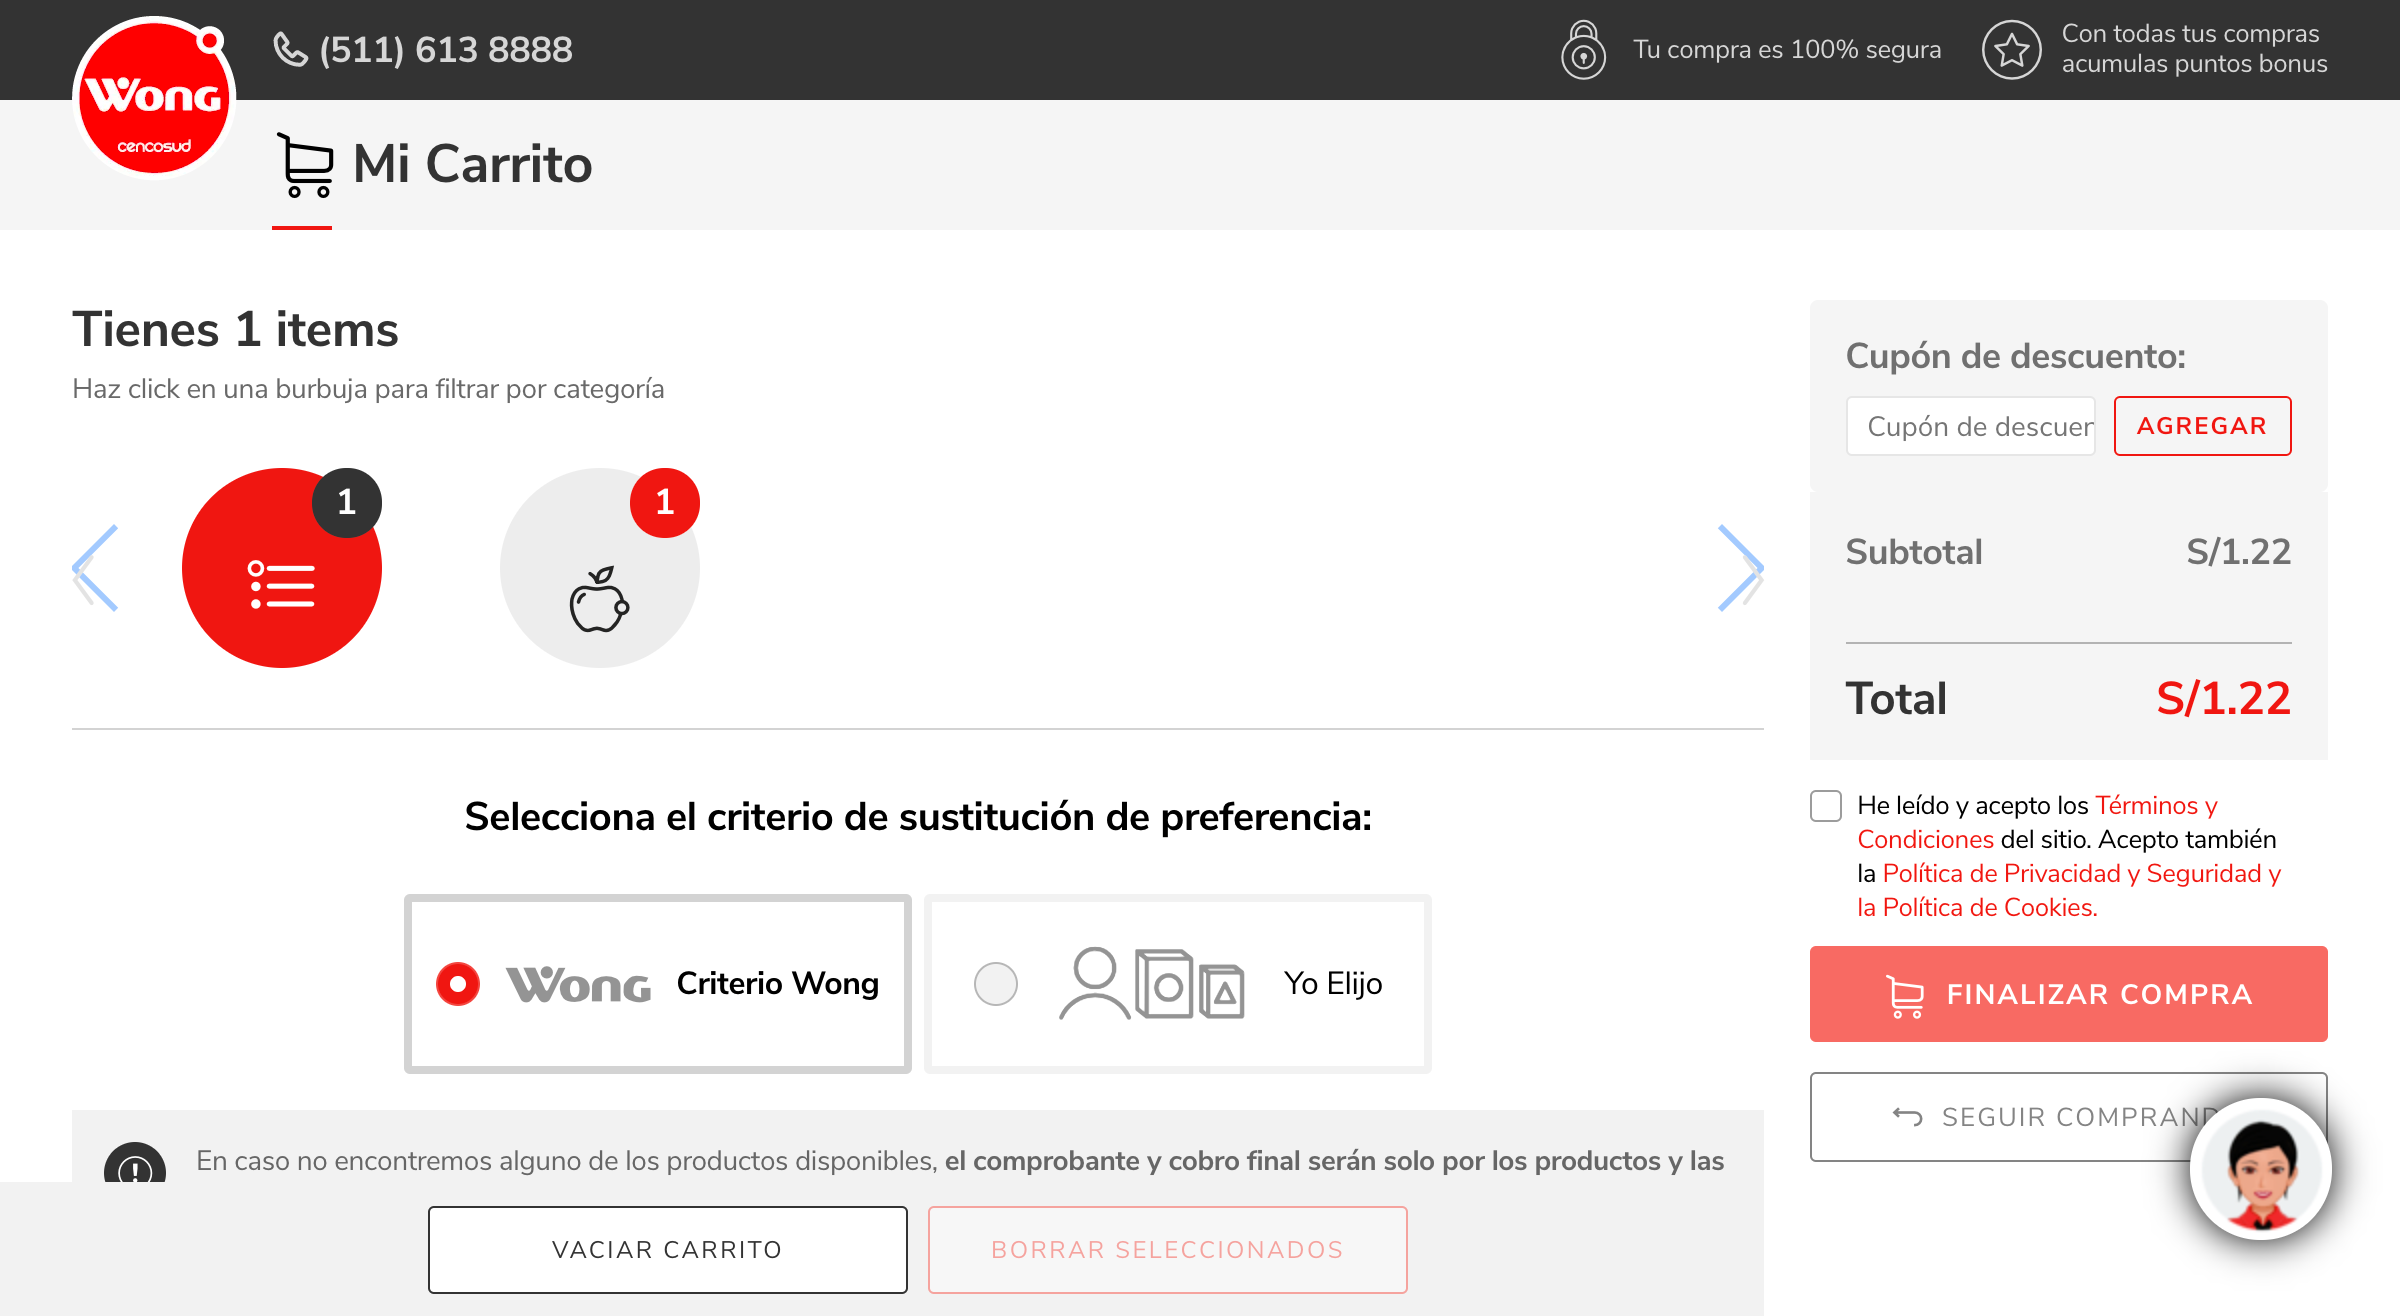 Wong
cencosud
(511) 613 8888
Tu compra es 100% segura
Con todas tus compras
acumulas puntos bonus
Mi Carrito
Tienes 1 items
Haz click en una burbuja para filtrar por categoría
1
1
Selecciona el criterio de sustitución de preferencia:
Wong
Criterio Wong
Yo Elijo
En caso no encontremos alguno de los productos disponibles, el comprobante y cobro final serán solo por los productos y las
VACIAR CARRITO
BORRAR SELECCIONADOS
Cupón de descuento:
Cupón de descuen
AGREGAR
Subtotal
S/1.22
Total
S/1.22
He leído y acepto los Términos y
Condiciones del sitio. Acepto también
la Política de Privacidad y Seguridad y
la Política de Cookies.
FINALIZAR COMPRA
SEGUIR COMPRAND